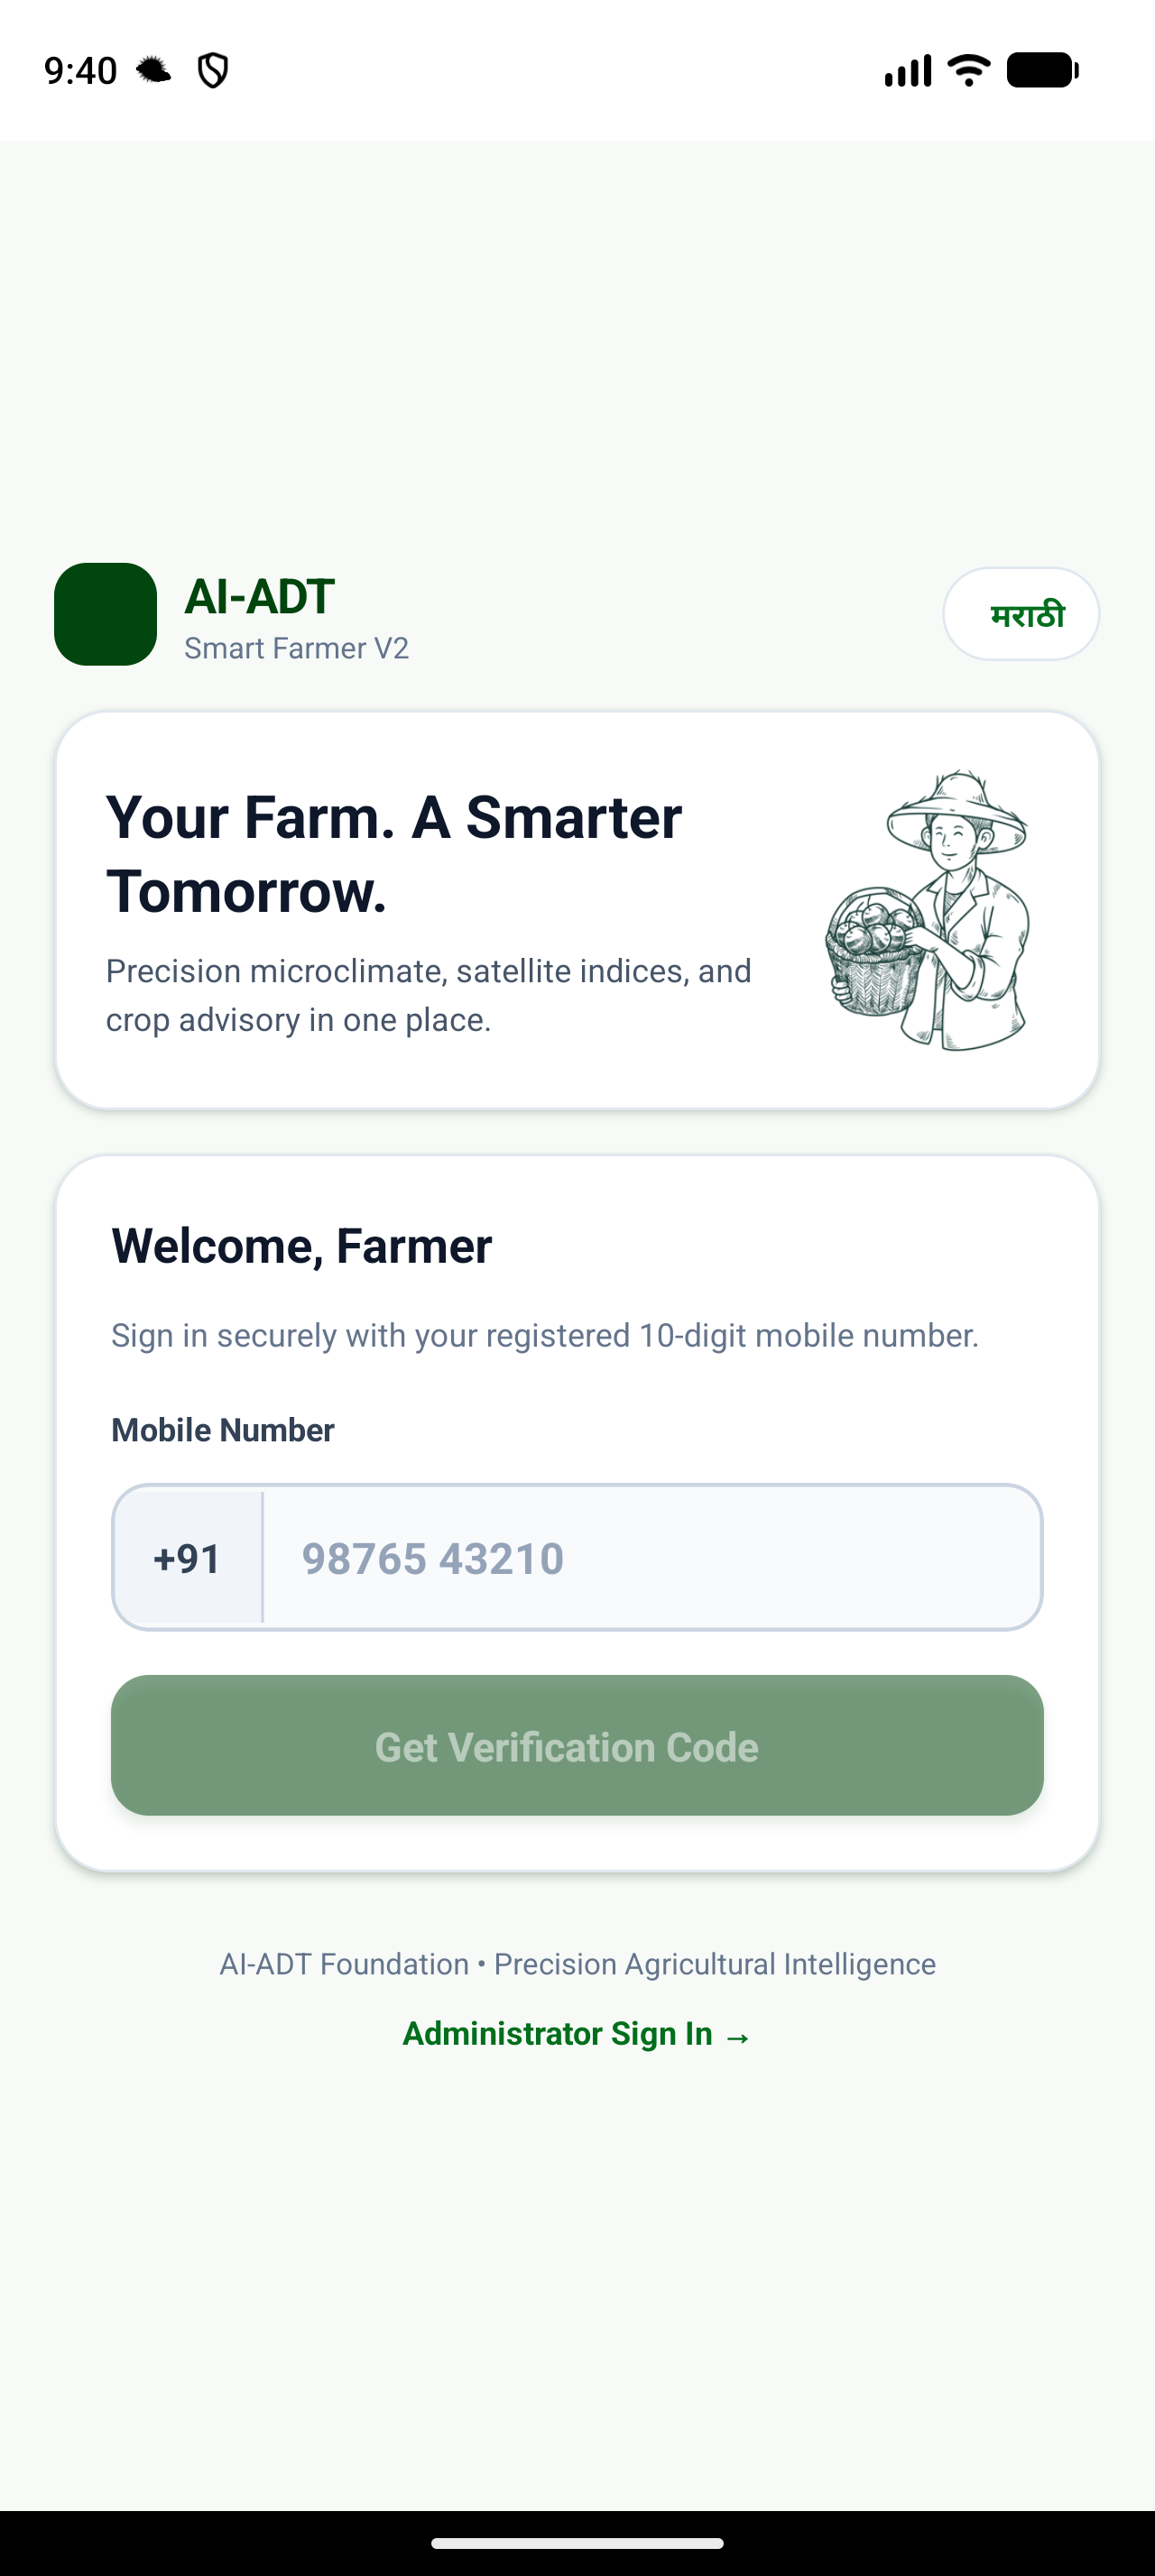 9:40
AI-ADT
Smart Farmer V2
मराठी
Your Farm. A Smarter
Tomorrow.
Precision microclimate, satellite indices, and
crop advisory in one place.
Welcome, Farmer
Sign in securely with your registered 10-digit mobile number.
Mobile Number
+91
98765 43210
Get Verification Code
AI-ADT Foundation • Precision Agricultural Intelligence
Administrator Sign In →